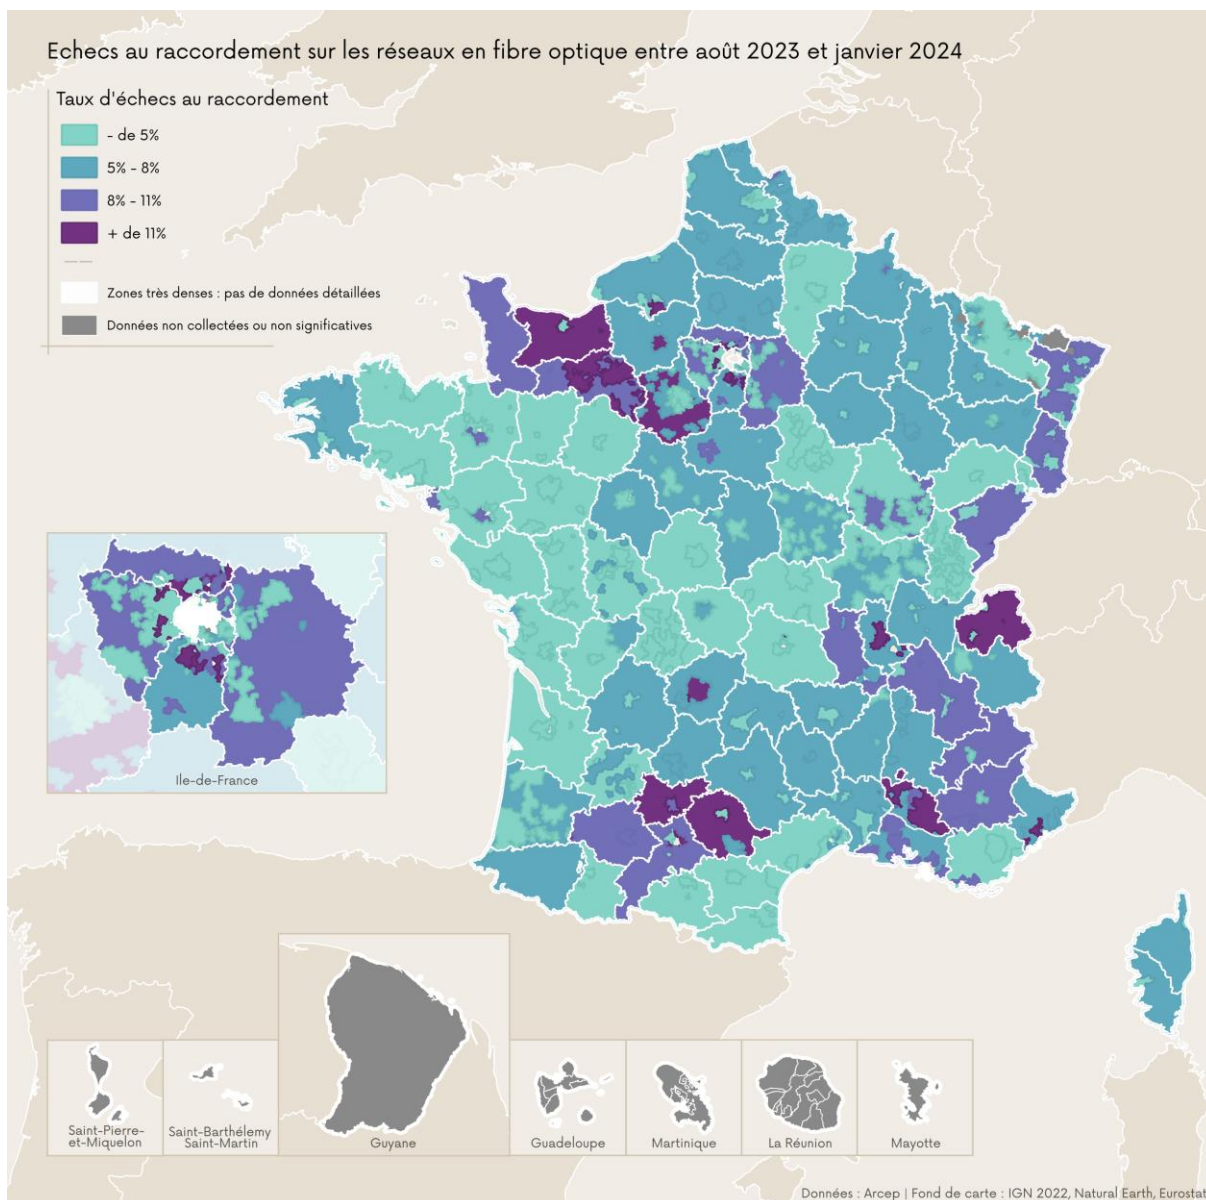 Echecs au raccordement sur les réseaux en fibre optique entre août 2023 et janvier 2024
Taux d'échecs au raccordement
- de 5%
5% - 8%
8% - 11%
+ de 11%
Zones très denses : pas de données détaillées
Données non collectées ou non significatives
Ile-de-France
Saint-Pierre-
et-Miquelon
Saint-Barthélemy
Saint-Martin
Guyane
Guadeloupe
Martinique
La Réunion
Mayotte
Données : Arcep | Fond de carte : IGN 2022, Natural Earth, Eurostat